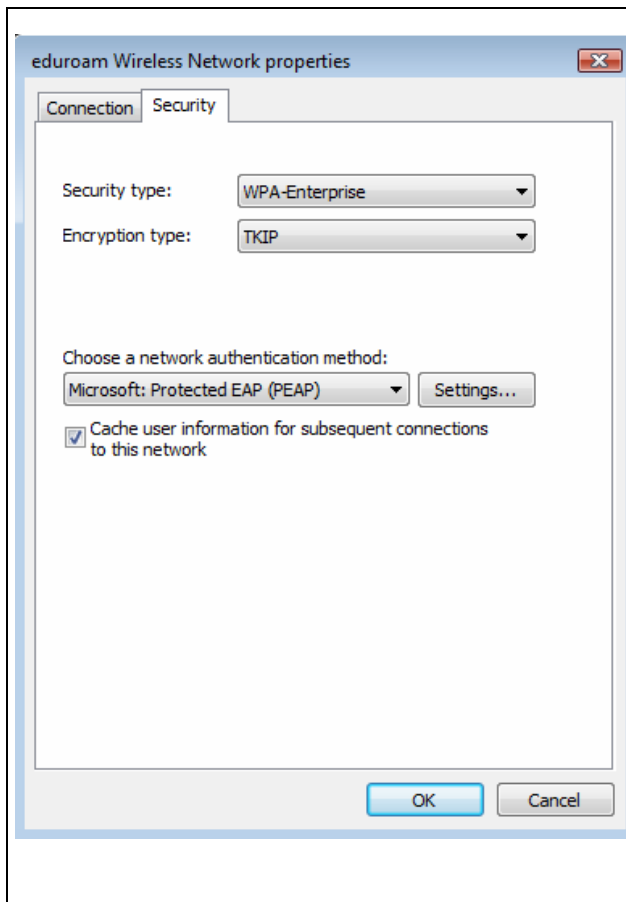 eduroam Wireless Network properties
Connection Security
Security type: WPA-Enterprise
Encryption type: TKIP
Choose a network authentication method:
Microsoft: Protected EAP (PEAP) Settings...
Cache user information for subsequent connections
to this network
OK Cancel